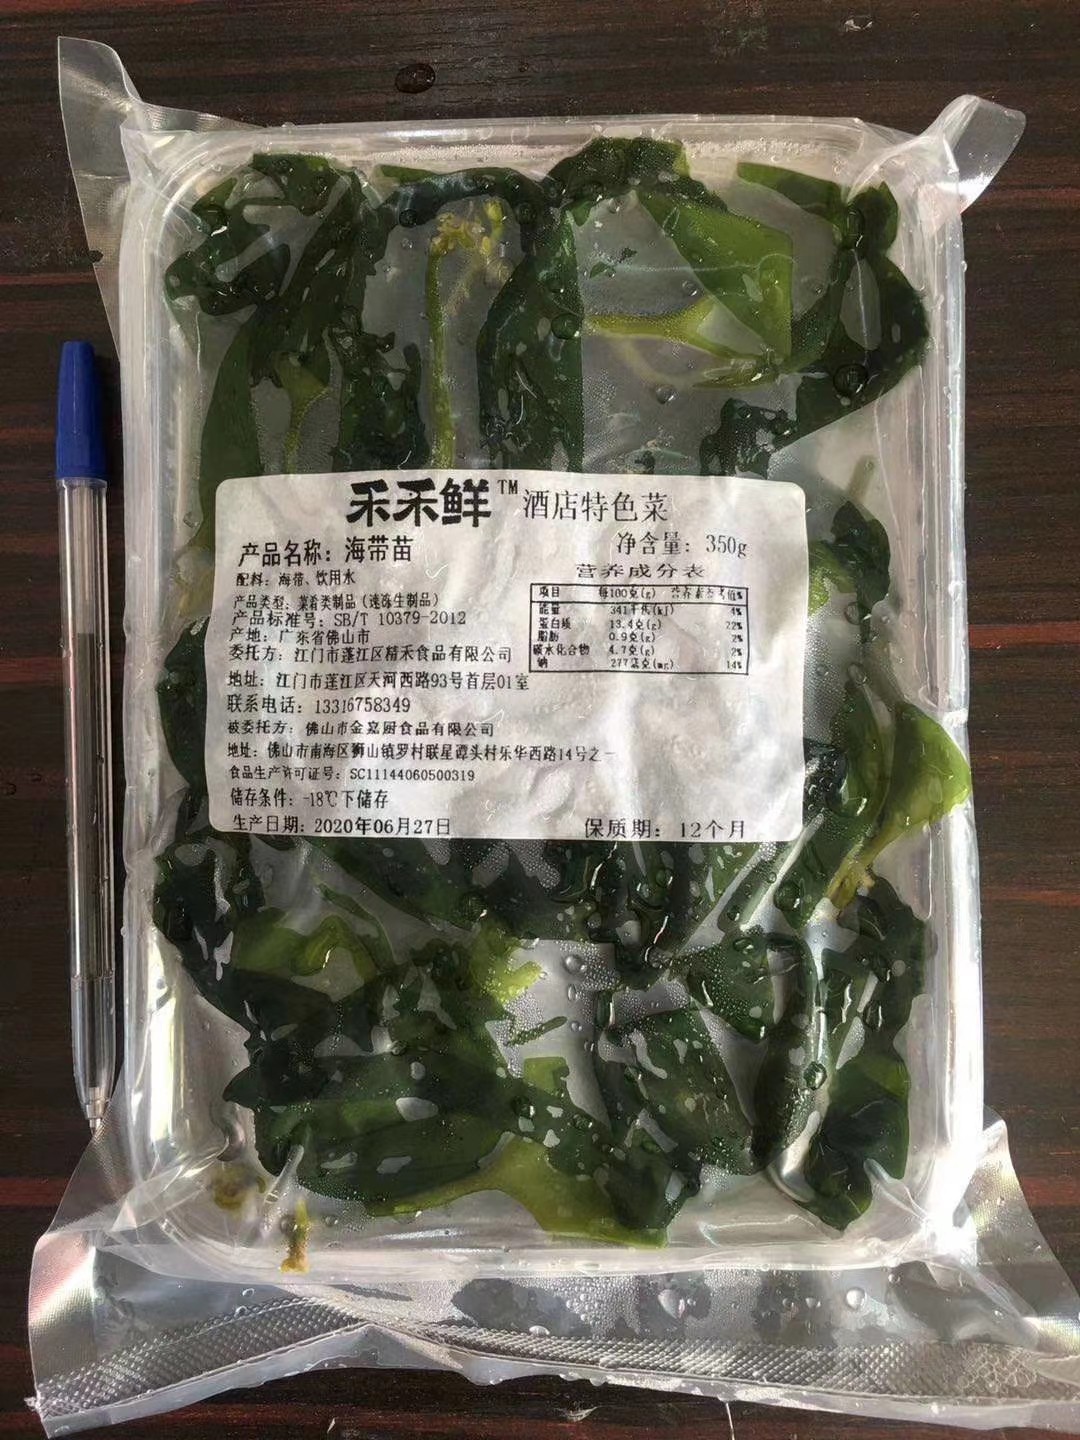 禾禾鲜™ 酒店特色菜
产品名称：海带苗
净含量：350g
配料：海带、饮用水
产品类型：菜肴类制品（速冻生制品）
产品标准号：SB/T 10379-2012
产地：广东省佛山市
委托方：江门市蓬江区精禾食品有限公司
地址：江门市蓬江区天河西路93号首层01室
联系电话：13316758349
被委托方：佛山市金嘉厨食品有限公司
地址：佛山市南海区狮山镇罗村联星潭头村乐华西路14号之一
食品生产许可证号：SC11144060500319
储存条件：-18℃下储存
生产日期：2020年06月27日
保质期：12个月
营养成分表
项目 每100克(g) 营养素参考值%
能量 341千焦(kJ) 4%
蛋白质 13.4克(g) 22%
脂肪 0.9克(g) 2%
碳水化合物 4.7克(g) 2%
钠 277毫克(mg) 14%